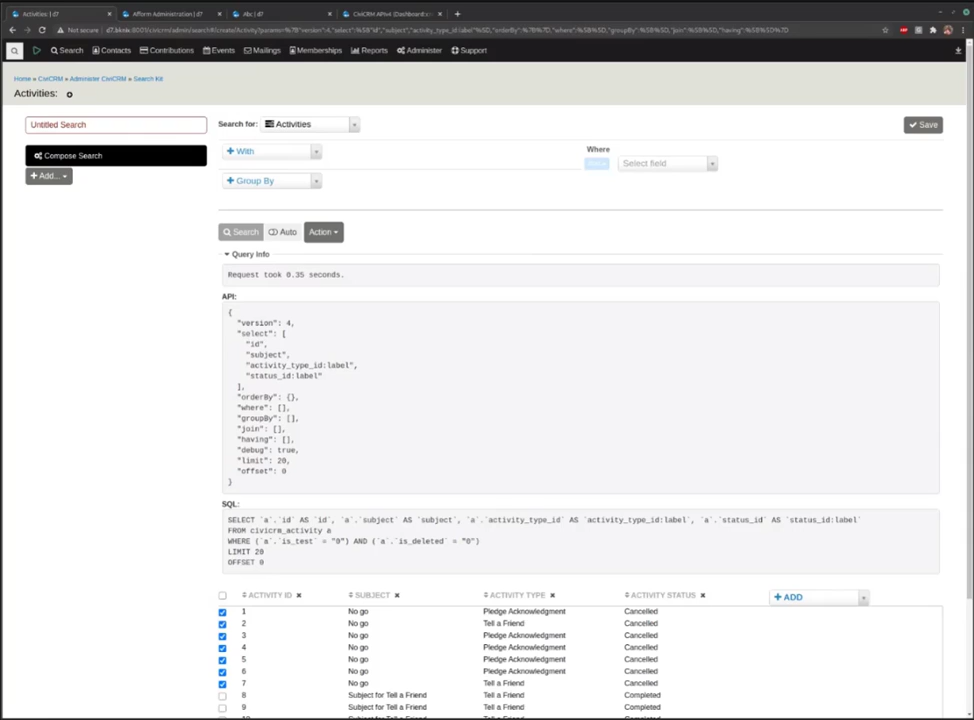 Activities | d7
Afform Administration | d7
Abc | d7
CiviCRM APIv4 (Dashboard:
Not secure
Search Contacts Contributions Events Mailings Memberships Reports Administer Support
Home » CiviCRM » Administer CiviCRM » Search Kit
Activities:
Untitled Search
Search for: Activities
Save
Compose Search
+ With
Where
Select field
+ Add...
+ Group By
Search Auto Action
Query Info
Request took 0.35 seconds.
API:
{
"version": 4,
"select": [
"id",
"subject",
"activity_type_id:label",
"status_id:label"
],
"orderBy": {},
"where": [],
"groupBy": [],
"join": [],
"having": [],
"debug": true,
"limit": 20,
"offset": 0
}
SQL:
SELECT `a`.`id` AS `id`, `a`.`subject` AS `subject`, `a`.`activity_type_id` AS `activity_type_id:label`, `a`.`status_id` AS `status_id:label`
FROM civicrm_activity a
WHERE (`a`.`is_test` = "0") AND (`a`.`is_deleted` = "0")
LIMIT 20
OFFSET 0
ACTIVITY ID SUBJECT ACTIVITY TYPE ACTIVITY STATUS + ADD
1 No go Pledge Acknowledgment Cancelled
2 No go Tell a Friend Cancelled
3 No go Pledge Acknowledgment Cancelled
4 No go Pledge Acknowledgment Cancelled
5 No go Pledge Acknowledgment Cancelled
6 No go Pledge Acknowledgment Cancelled
7 No go Tell a Friend Cancelled
8 Subject for Tell a Friend Tell a Friend Completed
9 Subject for Tell a Friend Tell a Friend Completed